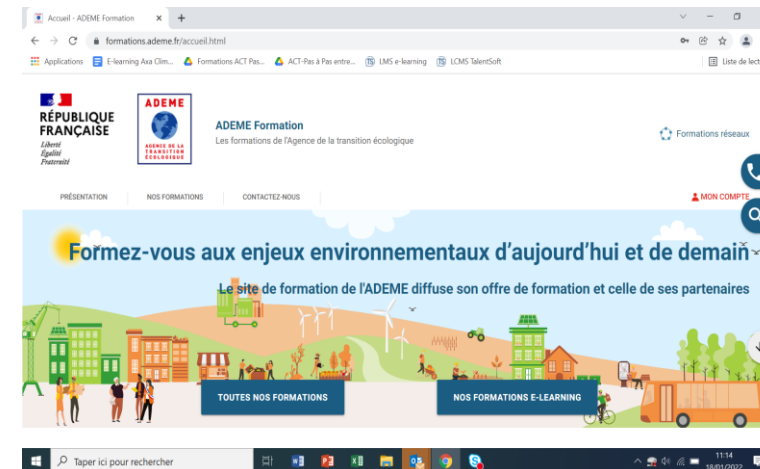 Accueil - ADEME Formation
formations.ademe.fr/accueil.html
Applications E-learning Axa Clim... Formations ACT Pas... ACT-Pas à Pas entre... LMS e-learning LCMS TalentSoft Liste de lect
RÉPUBLIQUE
FRANÇAISE
Liberté
Égalité
Fraternité
ADEME
AGENCE DE LA
TRANSITION
ÉCOLOGIQUE
ADEME Formation
Les formations de l'Agence de la transition écologique
Formations réseaux
PRÉSENTATION NOS FORMATIONS CONTACTEZ-NOUS MON COMPTE
Formez-vous aux enjeux environnementaux d'aujourd'hui et de demain
Le site de formation de l'ADEME diffuse son offre de formation et celle de ses partenaires
TOUTES NOS FORMATIONS NOS FORMATIONS E-LEARNING
Taper ici pour rechercher
11:14
18/01/2022